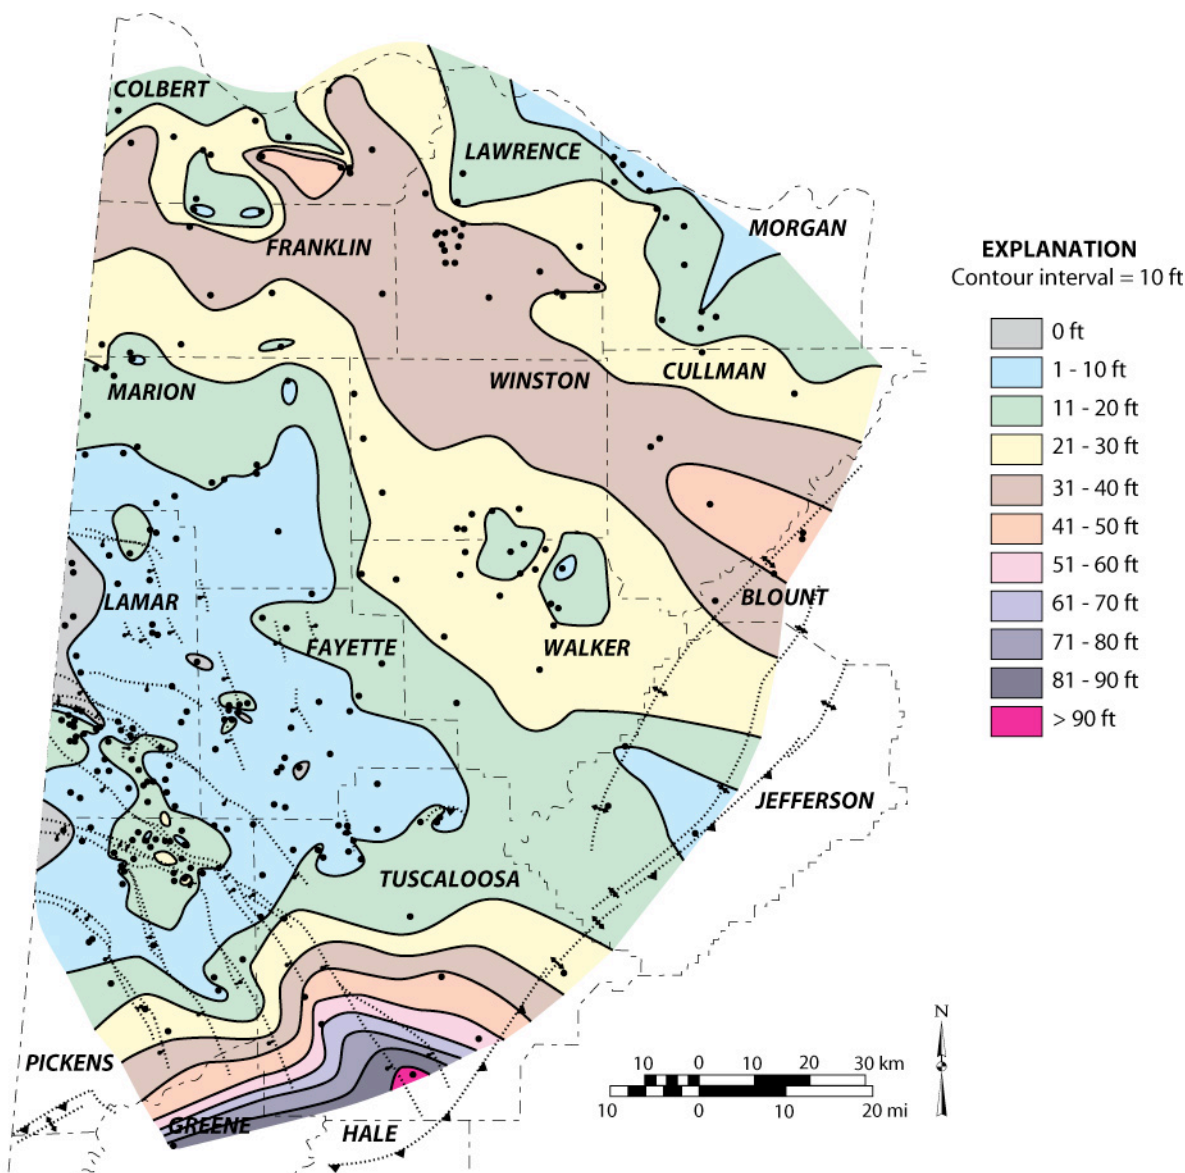 COLBERT
LAWRENCE
MORGAN
FRANKLIN
EXPLANATION
Contour interval = 10 ft
0 ft
1 - 10 ft
11 - 20 ft
21 - 30 ft
31 - 40 ft
41 - 50 ft
51 - 60 ft
61 - 70 ft
71 - 80 ft
81 - 90 ft
> 90 ft
MARION
WINSTON
CULLMAN
LAMAR
BLOUNT
FAYETTE
WALKER
JEFFERSON
TUSCALOOSA
PICKENS
GREENE
HALE
N
10 0 10 20 30 km
10 0 10 20 mi